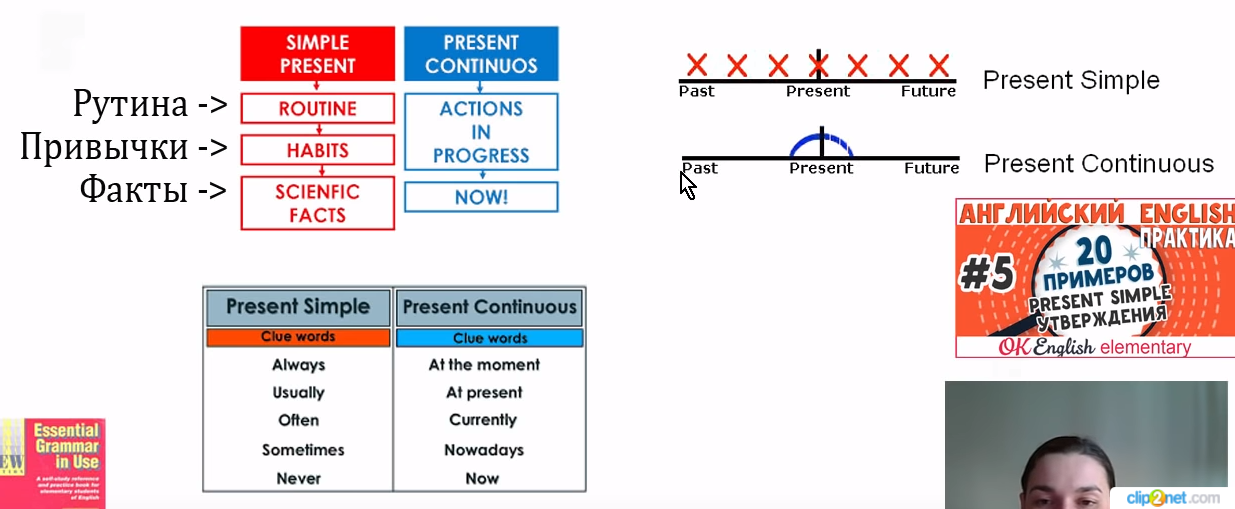 SIMPLE
PRESENT
PRESENT
CONTINUOS
Рутина ->
ROUTINE
ACTIONS
IN
PROGRESS
Привычки ->
HABITS
Факты ->
SCIENFIC
FACTS
NOW!
Past Present Future
Present Simple
Past Present Future
Present Continuous
АНГЛИЙСКИЙ ENGLISH
ПРАКТИКА
#5
20
ПРИМЕРОВ
PRESENT SIMPLE
УТВЕРЖДЕНИЯ
OK English elementary
Present Simple Present Continuous
Clue words Clue words
Always At the moment
Usually At present
Often Currently
Sometimes Nowadays
Never Now
Essential
Grammar
in Use
A self-study reference
and practice book for
elementary students
of English
clip2net.com